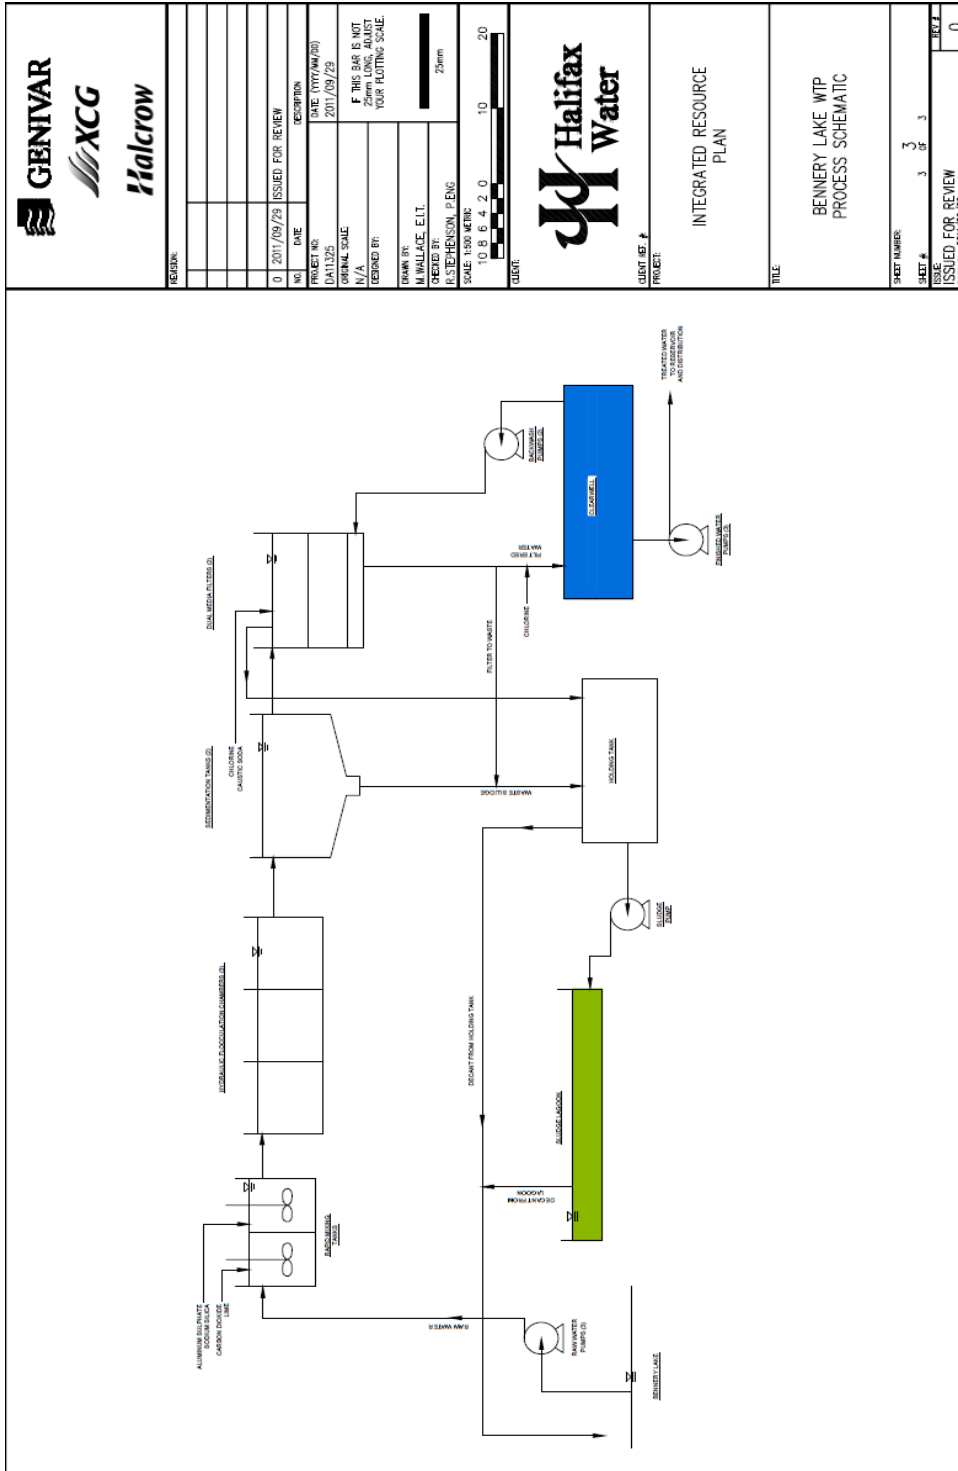 GENIVAR
XCG
Halcrow
REVISION:
0 2011/09/29 ISSUED FOR REVIEW
NO. DATE DESCRIPTION
PROJECT NO:
DA11325
DATE (YYYY/MM/DD)
2011/09/29
ORIGINAL SCALE:
N/A
DESIGNED BY:
IF THIS BAR IS NOT
25mm LONG, ADJUST
YOUR PLOTTING SCALE.
DRAWN BY:
M.WALLACE, E.I.T.
CHECKED BY:
R.STEPHENSON, P.ENG
25mm
SCALE: 1:500 METRIC
10 8 6 4 2 0 10 20
CLIENT:
Halifax
Water
CLIENT REF. #:
PROJECT:
INTEGRATED RESOURCE
PLAN
TITLE:
BENNERY LAKE WTP
PROCESS SCHEMATIC
SHEET NUMBER:
3
SHEET #: 3 OF 3
ISSUE:
ISSUED FOR REVIEW
REV #
0
ALUMINUM SULPHATE
SODIUM SILICA
CARBON DIOXIDE
LIME
RAPID MIXING
TANKS
HYDRAULIC FLOCCULATION CHAMBERS (3)
SEDIMENTATION TANKS (2)
CHLORINE
CAUSTIC SODA
DUAL MEDIA FILTERS (2)
RAW WATER
DECANT FROM HOLDING TANK
WASTE SLUDGE
FILTER TO WASTE
FILTERED
WATER
CHLORINE
BACKWASH
PUMPS (2)
BENNERY LAKE
RAW WATER
PUMPS (3)
DECANT FROM
LAGOON
SLUDGE LAGOON
SLUDGE
PUMP
HOLDING TANK
CLEARWELL
FINISHED WATER
PUMPS (3)
TREATED WATER
TO RESERVOIR
AND DISTRIBUTION